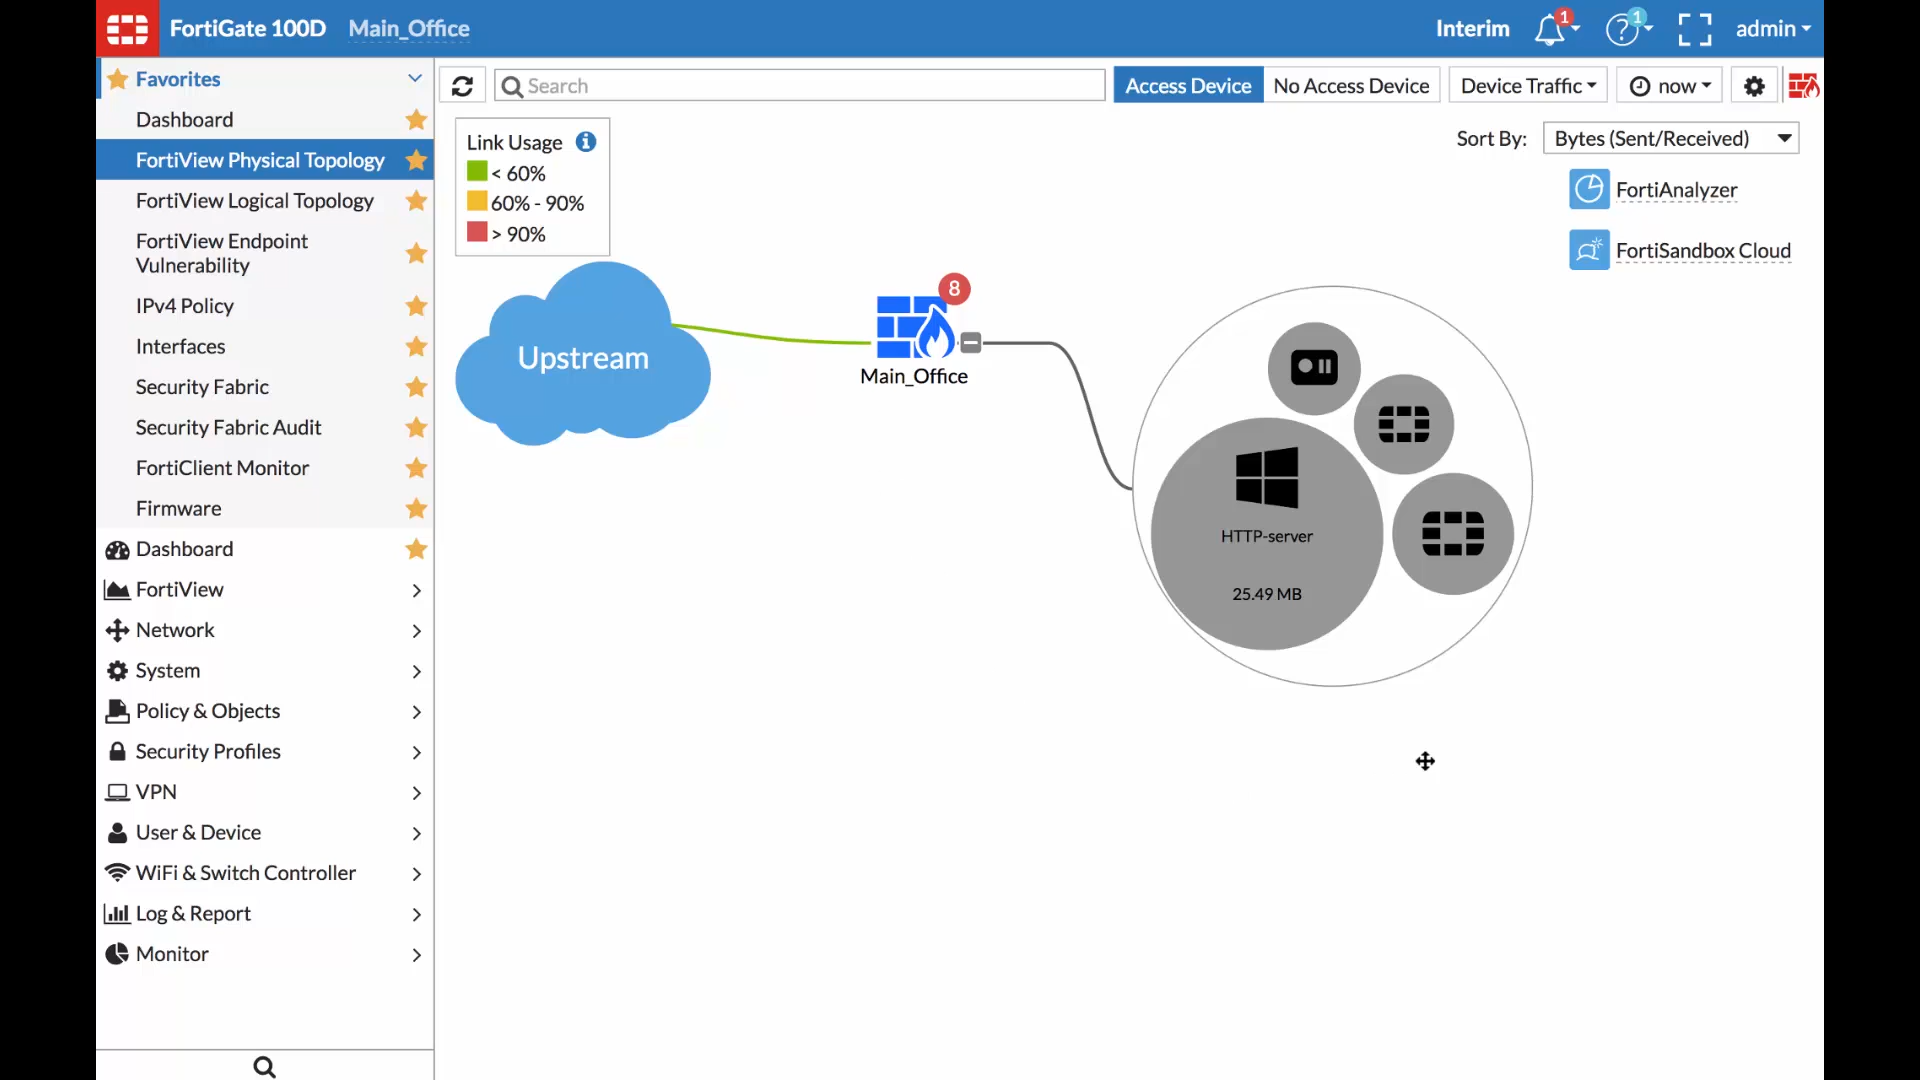 FortiGate 100D Main_Office
Interim 1 1 admin
Favorites
Dashboard
FortiView Physical Topology
FortiView Logical Topology
FortiView Endpoint
Vulnerability
IPv4 Policy
Interfaces
Security Fabric
Security Fabric Audit
FortiClient Monitor
Firmware
Dashboard
FortiView
Network
System
Policy & Objects
Security Profiles
VPN
User & Device
WiFi & Switch Controller
Log & Report
Monitor
Search
Access Device No Access Device Device Traffic now
Link Usage
< 60%
60% - 90%
> 90%
Sort By: Bytes (Sent/Received)
FortiAnalyzer
FortiSandbox Cloud
Upstream
8
Main_Office
HTTP-server
25.49 MB